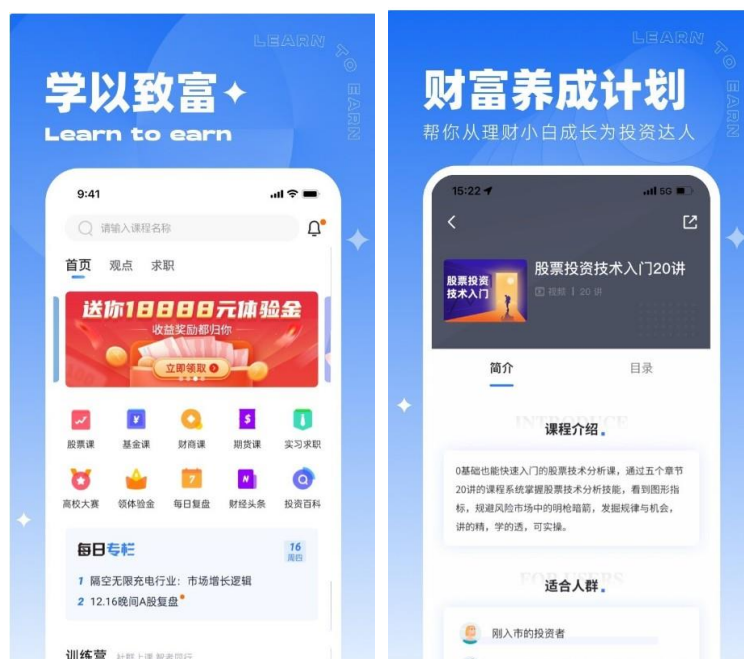 LEARN TO EARN
学以致富
Learn to earn
9:41
请输入课程名称
首页 观点 求职
送你18888元体验金
收益奖励都归你
立即领取
股票课 基金课 财商课 期货课 实习求职
高校大赛 领体验金 每日复盘 财经头条 投资百科
每日专栏
16
周四
1 隔空无限充电行业：市场增长逻辑
2 12.16晚间A股复盘
训练营
LEARN TO EARN
财富养成计划
帮你从理财小白成长为投资达人
15:22
5G
股票投资
技术入门
股票投资技术入门20讲
视频 | 20 讲
简介 目录
INTRODUCE
课程介绍
0基础也能快速入门的股票技术分析课，通过五个章节
20讲的课程系统掌握股票技术分析技能，看到图形指
标，规避风险市场中的明枪暗箭，发掘规律与机会，
讲的精，学的透，可实操。
FOR USERS
适合人群
刚入市的投资者